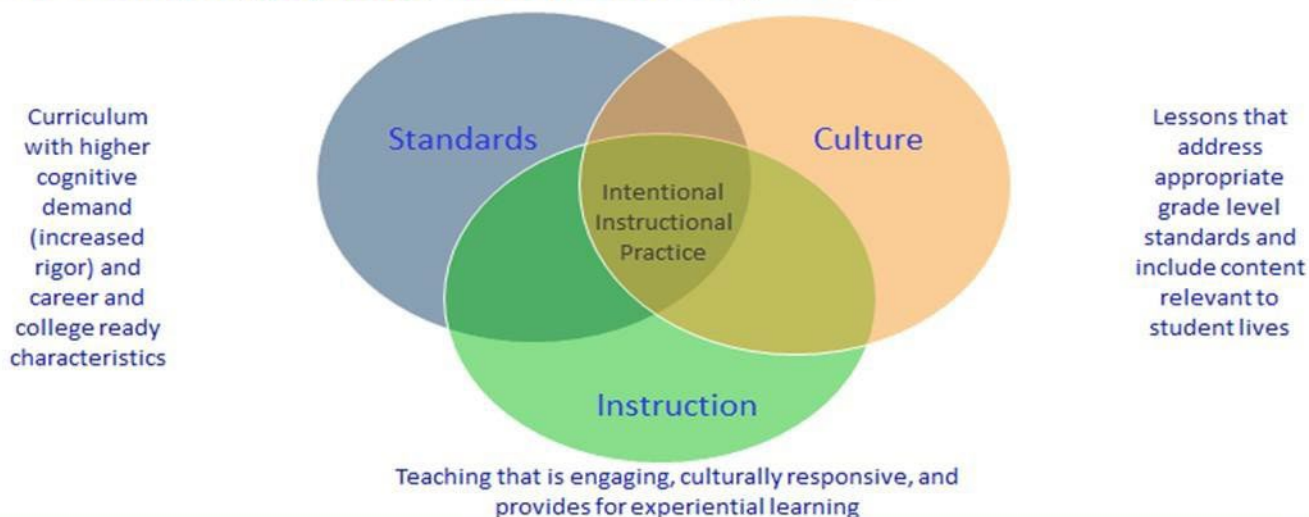 Curriculum
with higher
cognitive
demand
(increased
rigor) and
career and
college ready
characteristics
Standards
Culture
Intentional
Instructional
Practice
Instruction
Lessons that
address
appropriate
grade level
standards and
include content
relevant to
student lives
Teaching that is engaging, culturally responsive, and
provides for experiential learning